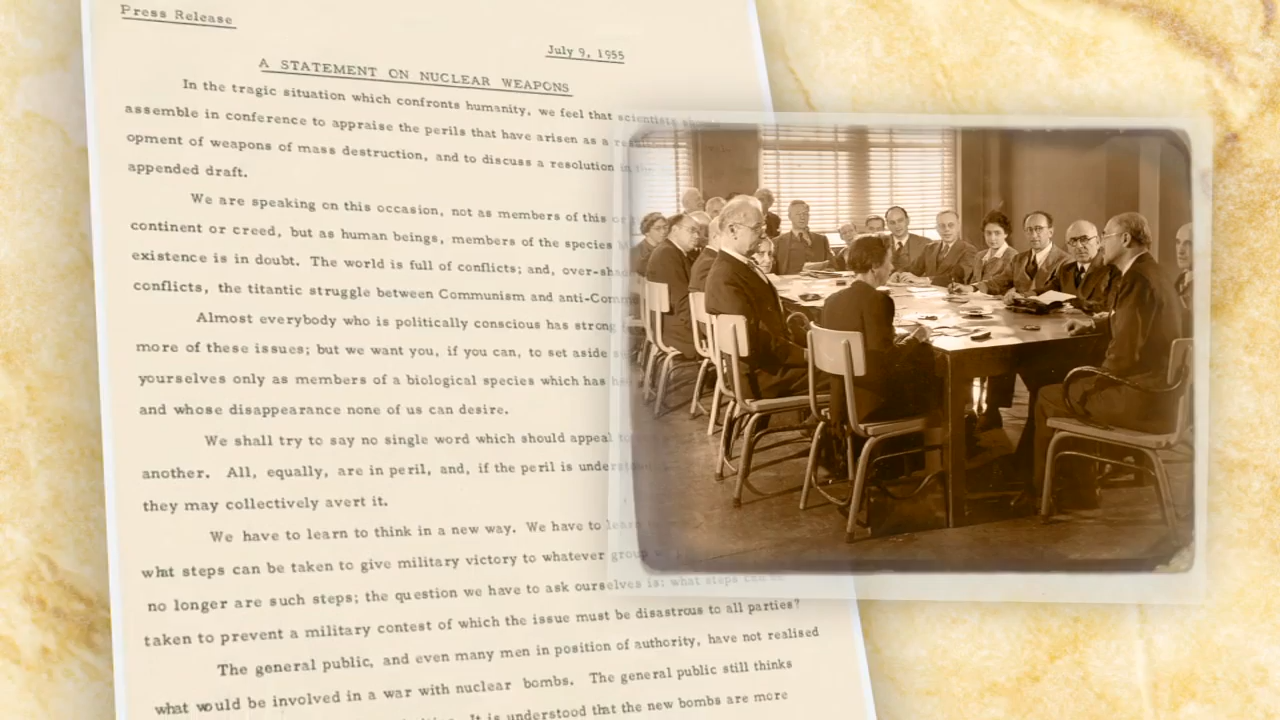 Press Release
July 9, 1955
A STATEMENT ON NUCLEAR WEAPONS
In the tragic situation which confronts humanity, we feel that scientists
assemble in conference to appraise the perils that have arisen as a
opment of weapons of mass destruction, and to discuss a resolution in
appended draft.
We are speaking on this occasion, not as members of this
continent or creed, but as human beings, members of the species
existence is in doubt. The world is full of conflicts; and, over-sha
conflicts, the titantic struggle between Communism and anti-Com
Almost everybody who is politically conscious has strong
more of these issues; but we want you, if you can, to set aside
yourselves only as members of a biological species which has
and whose disappearance none of us can desire.
We shall try to say no single word which should appeal
another. All, equally, are in peril, and, if the peril is understood
they may collectively avert it.
We have to learn to think in a new way. We have to learn
what steps can be taken to give military victory to whatever group
no longer are such steps; the question we have to ask ourselves is: what steps can be
taken to prevent a military contest of which the issue must be disastrous to all parties?
The general public, and even many men in position of authority, have not realised
what would be involved in a war with nuclear bombs. The general public still thinks
It is understood that the new bombs are more